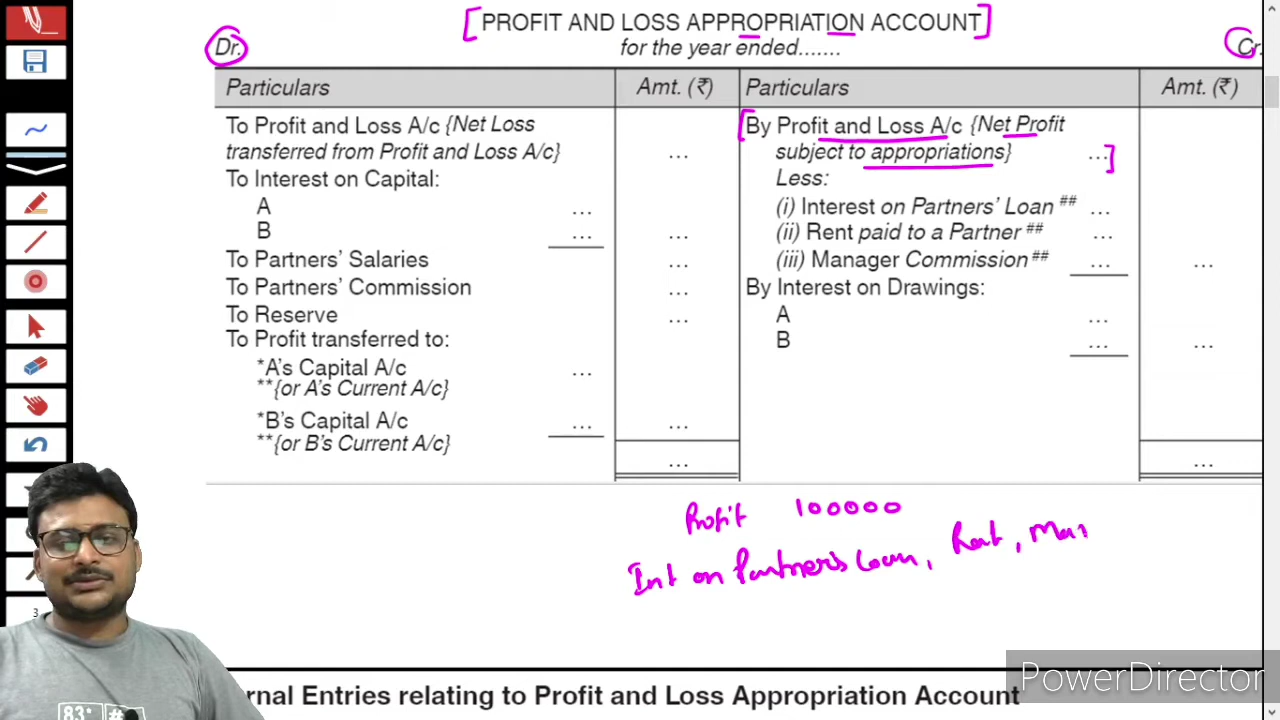 [PROFIT AND LOSS APPROPRIATION ACCOUNT]
Dr. for the year ended....... Cr.
Particulars Amt. (₹) Particulars Amt. (₹)
To Profit and Loss A/c {Net Loss By Profit and Loss A/c {Net Profit
transferred from Profit and Loss A/c} ... subject to appropriations} ...
To Interest on Capital: Less:
A ... (i) Interest on Partners' Loan ## ...
B ... ... (ii) Rent paid to a Partner ## ...
To Partners' Salaries ... (iii) Manager Commission ## ... ...
To Partners' Commission ... By Interest on Drawings:
To Reserve ... A ...
To Profit transferred to: B ... ...
*A's Capital A/c ...
**{or A's Current A/c}
*B's Capital A/c ... ...
**{or B's Current A/c}
... ...
Profit 100000
Int on Partner's Loan, Rent, Man
3
PowerDirector
rnal Entries relating to Profit and Loss Appropriation Account
83* #